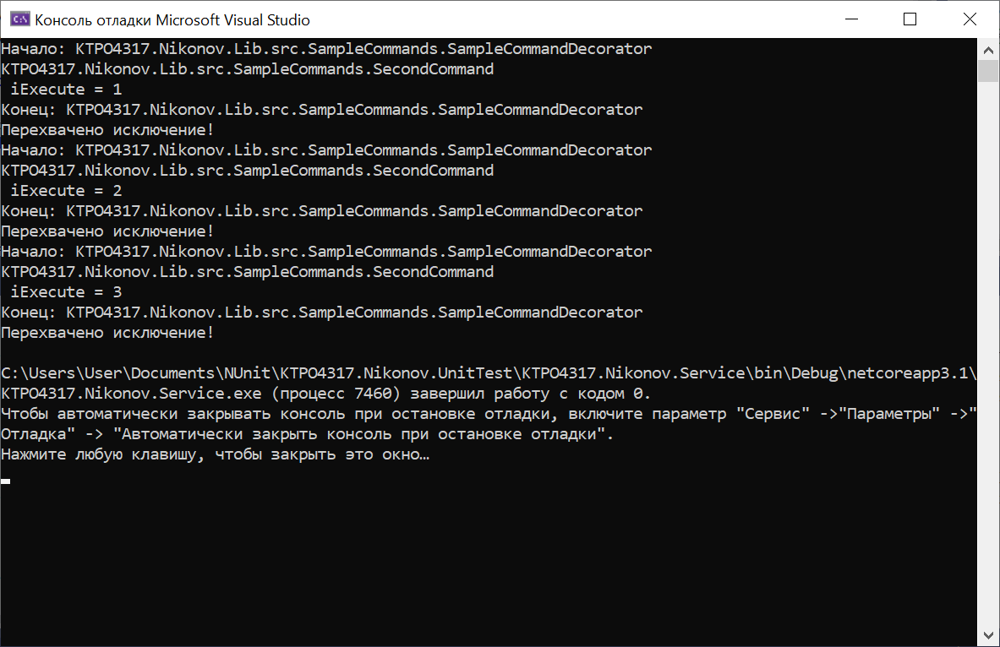 Консоль отладки Microsoft Visual Studio
Начало: KTPO4317.Nikonov.Lib.src.SampleCommands.SampleCommandDecorator
KTPO4317.Nikonov.Lib.src.SampleCommands.SecondCommand
 iExecute = 1
Конец: KTPO4317.Nikonov.Lib.src.SampleCommands.SampleCommandDecorator
Перехвачено исключение!
Начало: KTPO4317.Nikonov.Lib.src.SampleCommands.SampleCommandDecorator
KTPO4317.Nikonov.Lib.src.SampleCommands.SecondCommand
 iExecute = 2
Конец: KTPO4317.Nikonov.Lib.src.SampleCommands.SampleCommandDecorator
Перехвачено исключение!
Начало: KTPO4317.Nikonov.Lib.src.SampleCommands.SampleCommandDecorator
KTPO4317.Nikonov.Lib.src.SampleCommands.SecondCommand
 iExecute = 3
Конец: KTPO4317.Nikonov.Lib.src.SampleCommands.SampleCommandDecorator
Перехвачено исключение!
C:\Users\User\Documents\NUnit\KTPO4317.Nikonov.UnitTest\KTPO4317.Nikonov.Service\bin\Debug\netcoreapp3.1\
KTPO4317.Nikonov.Service.exe (процесс 7460) завершил работу с кодом 0.
Чтобы автоматически закрывать консоль при остановке отладки, включите параметр "Сервис" ->"Параметры" ->"
Отладка" -> "Автоматически закрыть консоль при остановке отладки".
Нажмите любую клавишу, чтобы закрыть это окно…